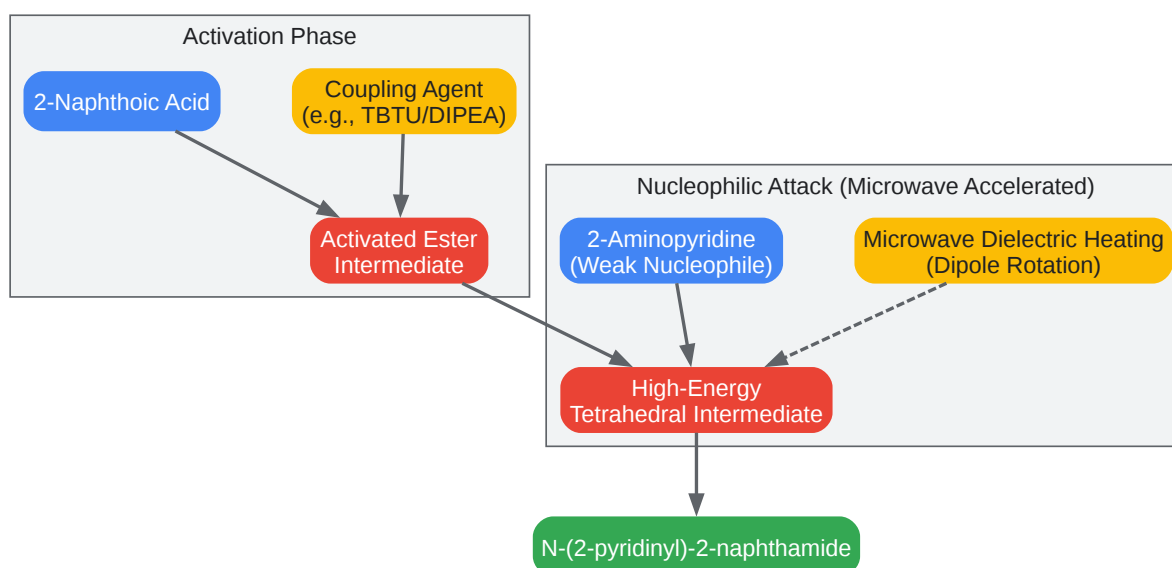 Activation Phase
2-Naphthoic Acid
Coupling Agent
(e.g., TBTU/DIPEA)
Activated Ester
Intermediate
Nucleophilic Attack (Microwave Accelerated)
2-Aminopyridine
(Weak Nucleophile)
Microwave Dielectric Heating
(Dipole Rotation)
High-Energy
Tetrahedral Intermediate
N-(2-pyridinyl)-2-naphthamide